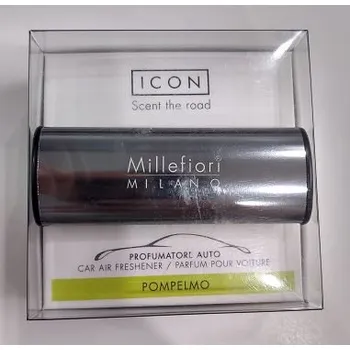 ICON
Scent the road
Millefiori
MILANO
PROFUMATORE AUTO
CAR AIR FRESHENER / PARFUM POUR VOITURE
POMPELMO